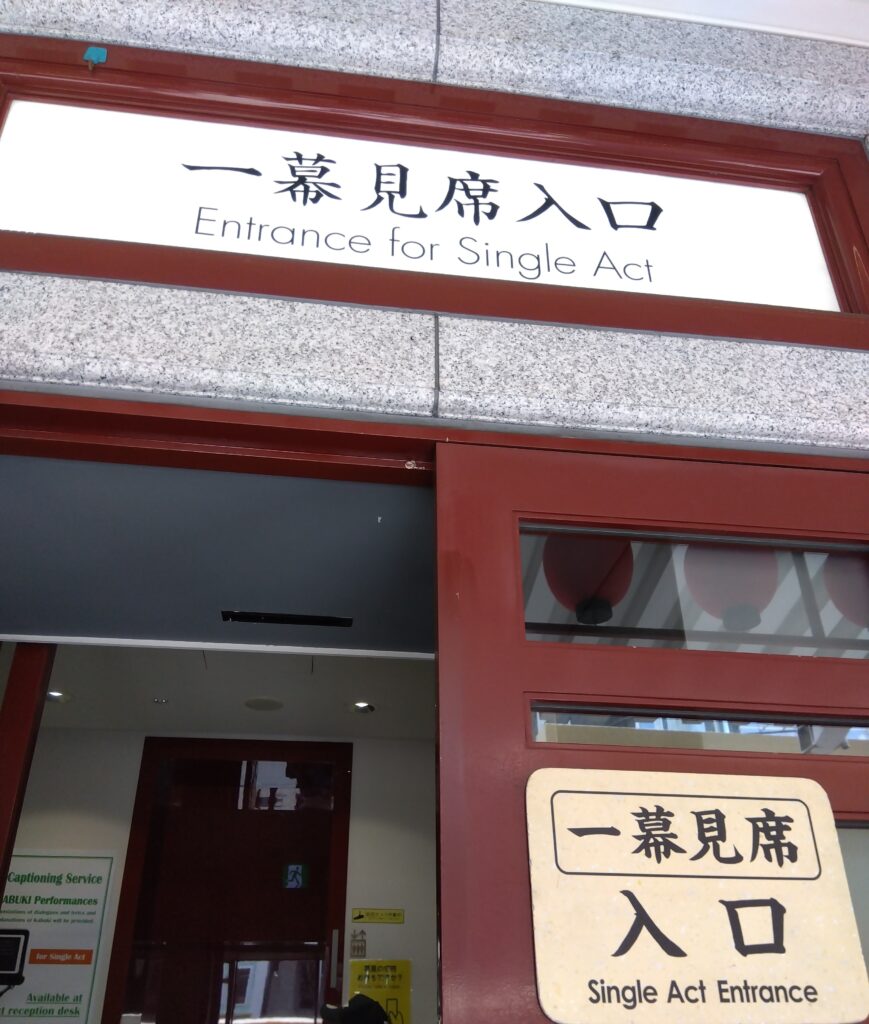 一幕見席入口
Entrance for Single Act
一幕見席
入口
Single Act Entrance
Captioning Service
ABUKI Performances
for Single Act
Available at
reception desk